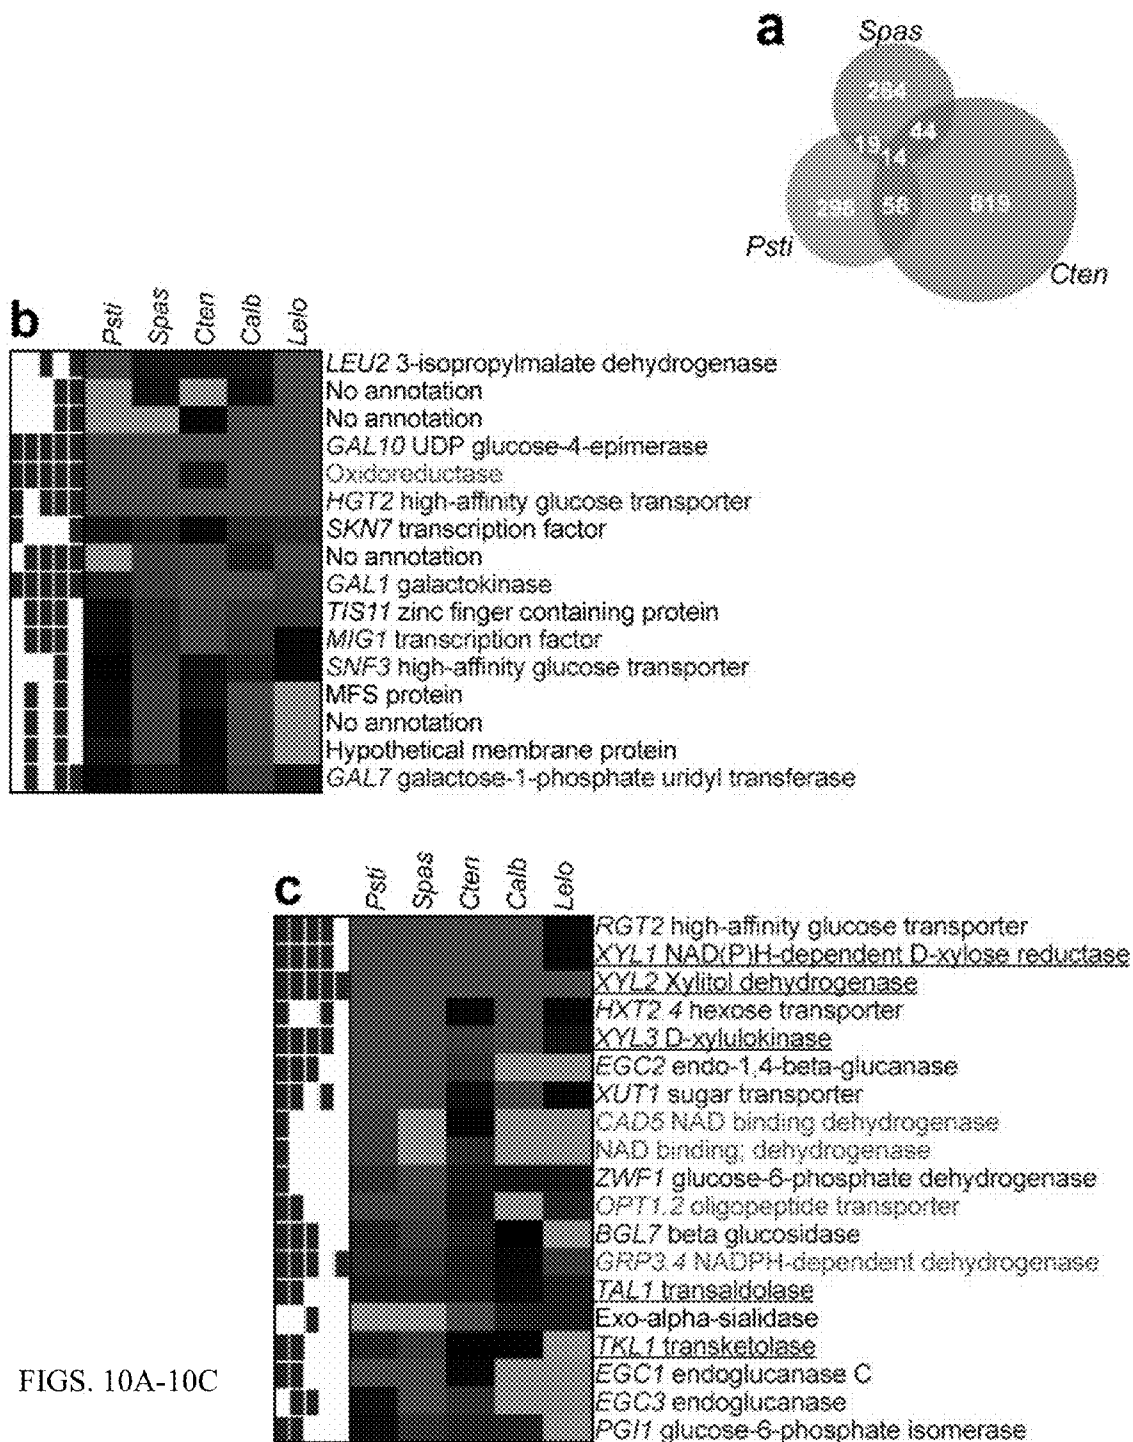 a
Spas
44
19
14
56
819
Psti
Cten
b
Psti
Spas
Cten
Calb
Lelo
LEU2 3-isopropylmalate dehydrogenase
No annotation
No annotation
GAL10 UDP glucose-4-epimerase
Oxidoreductase
HGT2 high-affinity glucose transporter
SKN7 transcription factor
No annotation
GAL1 galactokinase
TIS11 zinc finger containing protein
MIG1 transcription factor
SNF3 high-affinity glucose transporter
MFS protein
No annotation
Hypothetical membrane protein
GAL7 galactose-1-phosphate uridyl transferase
c
Psti
Spas
Cten
Calb
Lelo
RGT2 high-affinity glucose transporter
XYL1 NAD(P)H-dependent D-xylose reductase
XYL2 Xylitol dehydrogenase
HXT2.4 hexose transporter
XYL3 D-xylulokinase
EGC2 endo-1,4-beta-glucanase
XUT1 sugar transporter
CAD5 NAD binding dehydrogenase
NAD binding; dehydrogenase
ZWF1 glucose-6-phosphate dehydrogenase
OPT1.2 oligopeptide transporter
BGL7 beta glucosidase
GRP3.4 NADPH-dependent dehydrogenase
TAL1 transaldolase
Exo-alpha-sialidase
TKL1 transketolase
EGC1 endoglucanase C
EGC3 endoglucanase
PGI1 glucose-6-phosphate isomerase
FIGS. 10A-10C